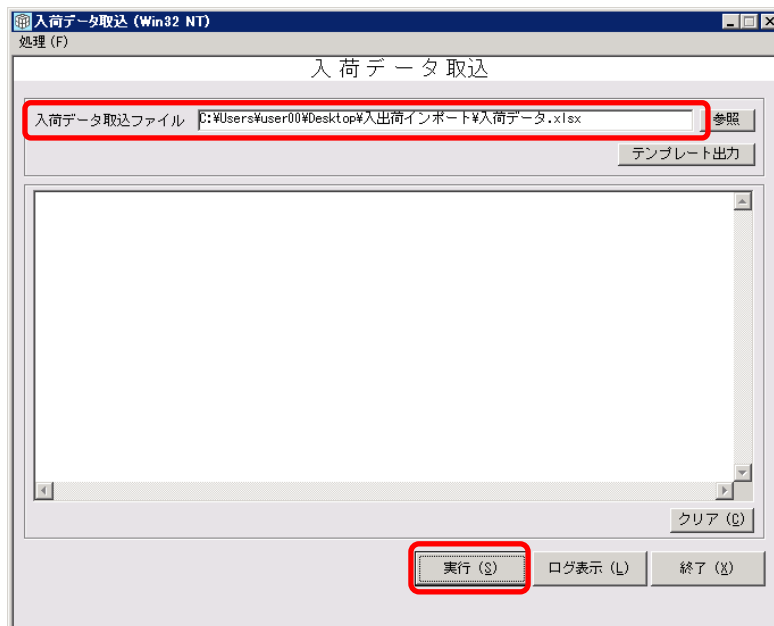 入荷データ取込 (Win32 NT)
処理(F)
入荷データ取込
入荷データ取込ファイル C:¥Users¥user00¥Desktop¥入出荷インポート¥入荷データ.xlsx 参照
テンプレート出力
クリア(C)
実行(S) ログ表示(L) 終了(X)